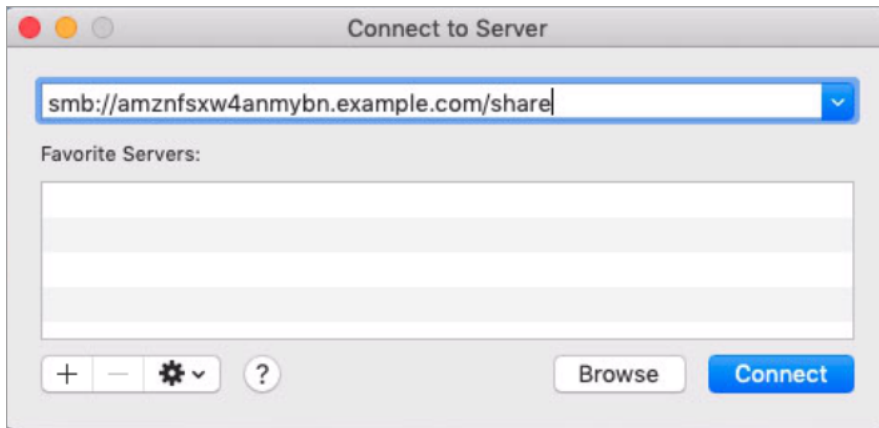 Connect to Server
smb://amznfsxw4anmybn.example.com/share
Favorite Servers:
+ − ?
Browse
Connect